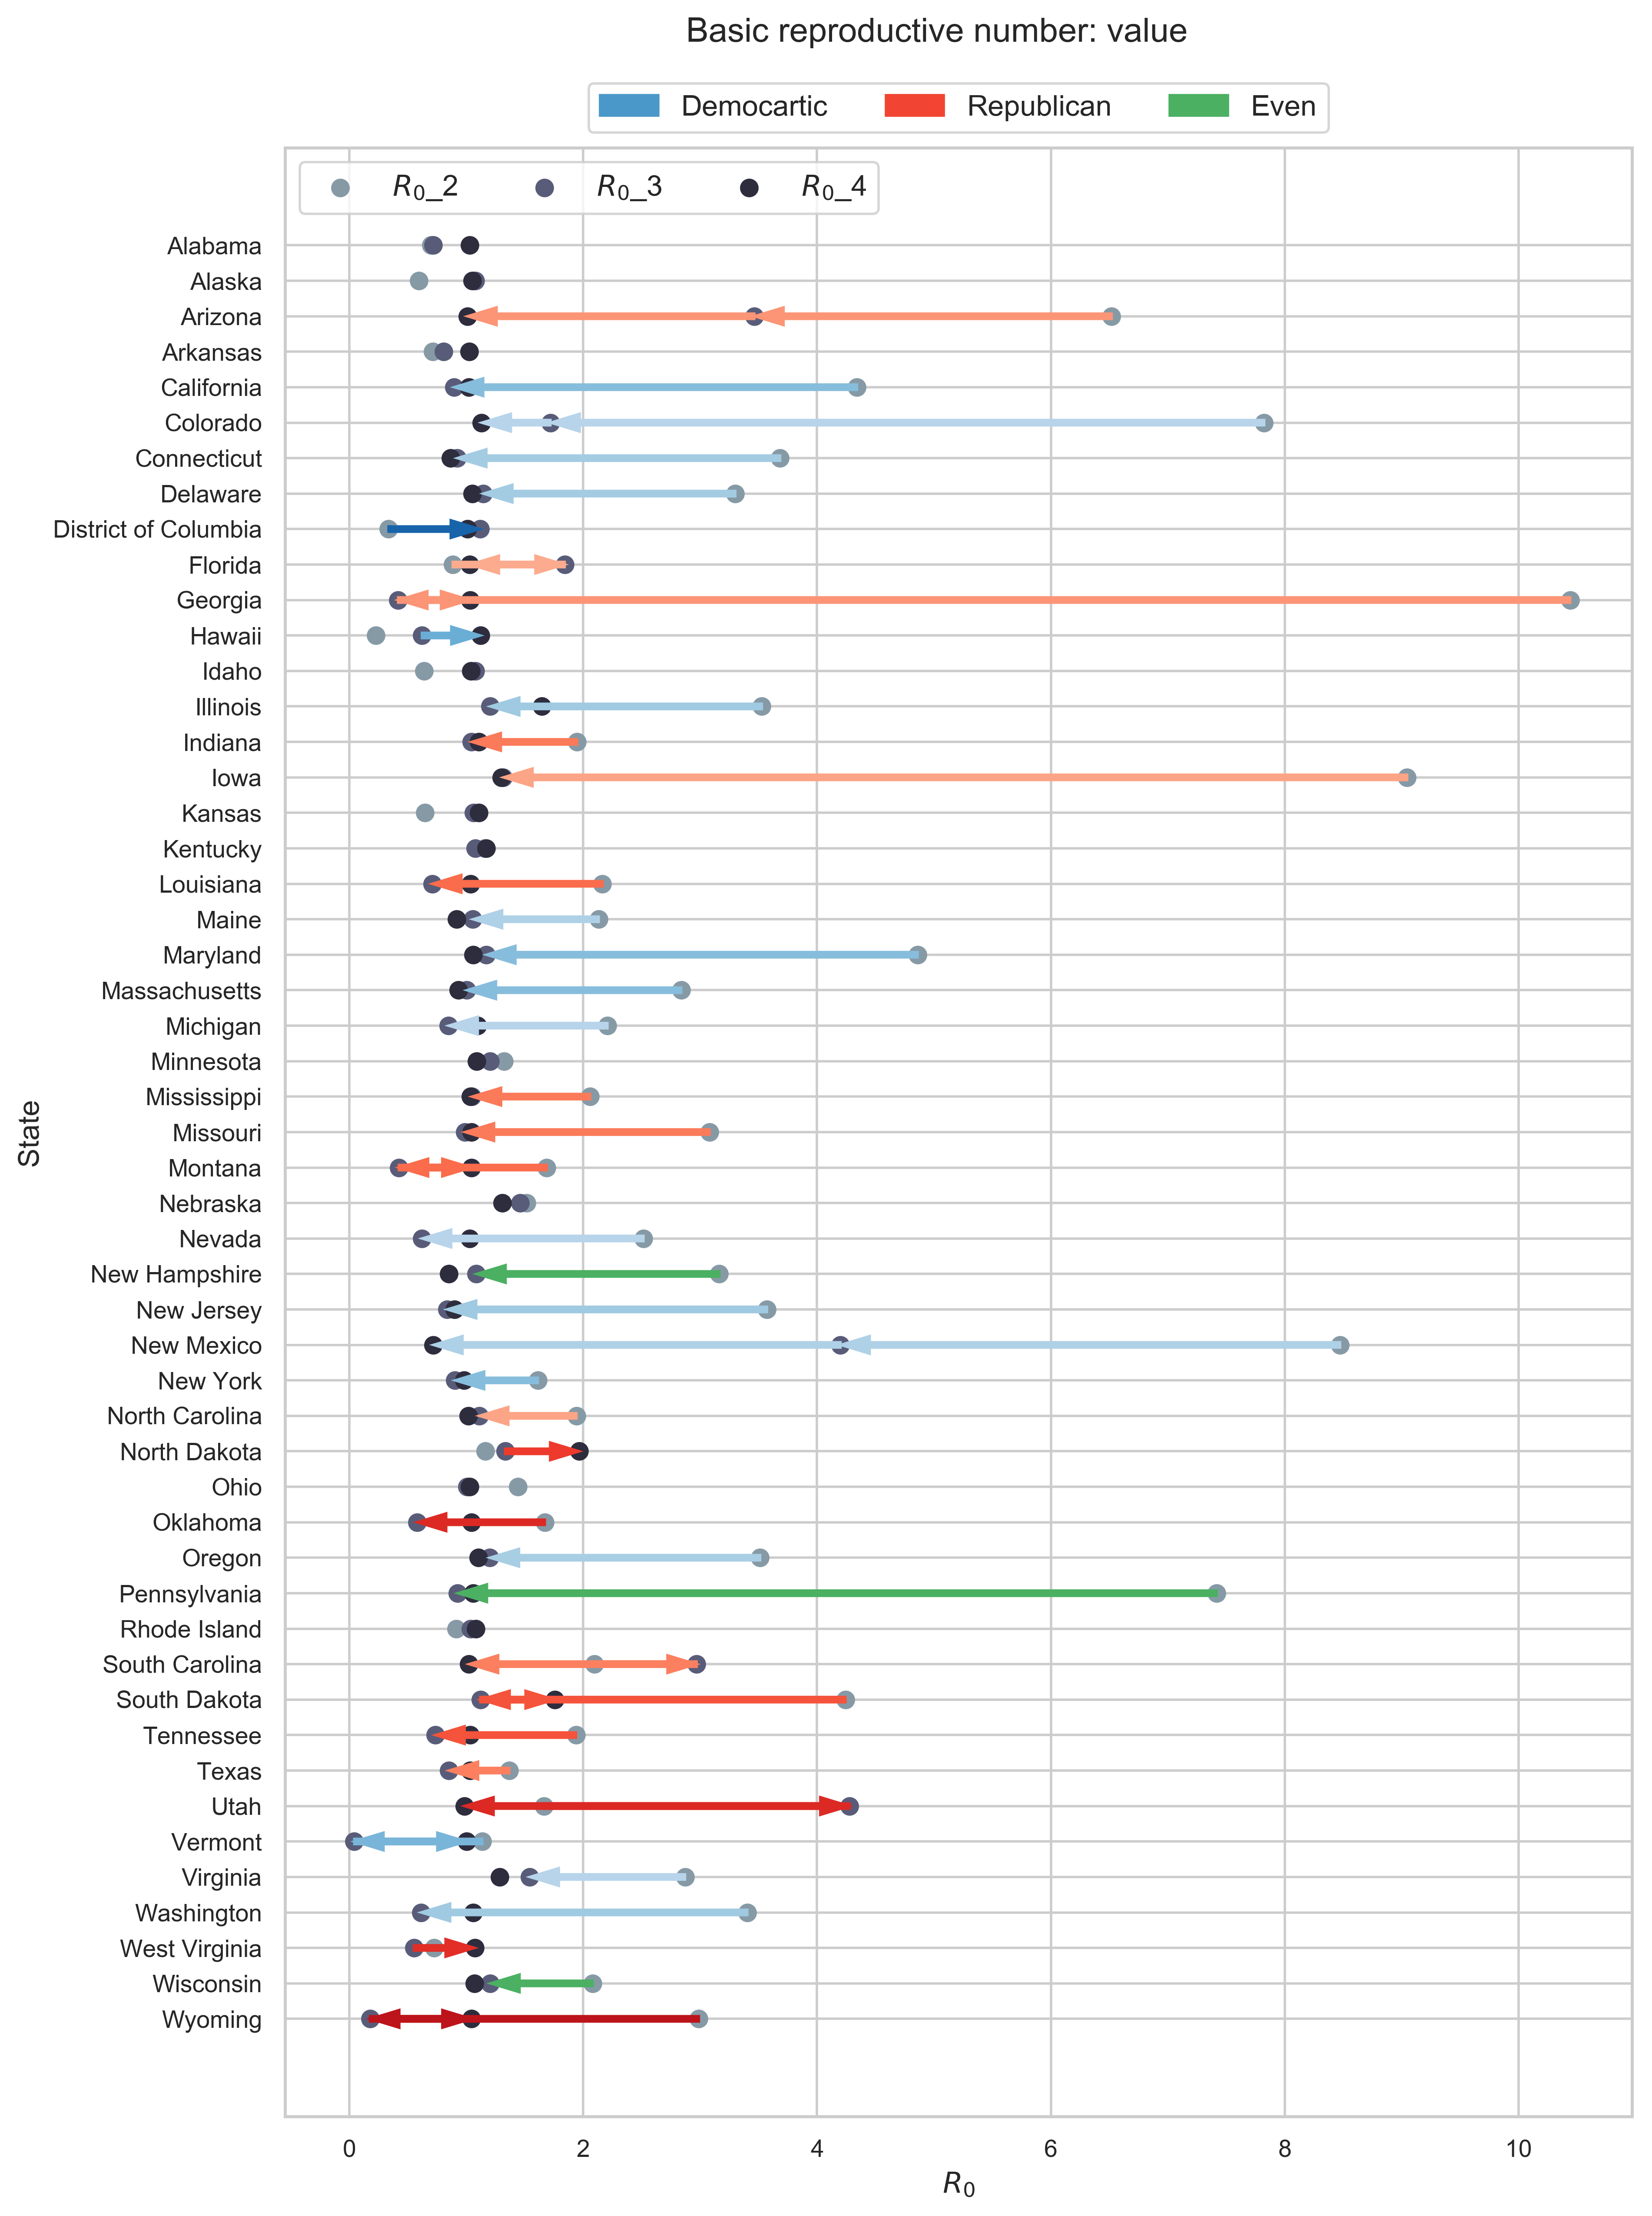 Basic reproductive number: value
Democartic Republican Even
R0_2 R0_3 R0_4
Alabama
Alaska
Arizona
Arkansas
California
Colorado
Connecticut
Delaware
District of Columbia
Florida
Georgia
Hawaii
Idaho
Illinois
Indiana
Iowa
Kansas
Kentucky
Louisiana
Maine
Maryland
Massachusetts
Michigan
Minnesota
Mississippi
Missouri
Montana
Nebraska
Nevada
New Hampshire
New Jersey
New Mexico
New York
North Carolina
North Dakota
Ohio
Oklahoma
Oregon
Pennsylvania
Rhode Island
South Carolina
South Dakota
Tennessee
Texas
Utah
Vermont
Virginia
Washington
West Virginia
Wisconsin
Wyoming
State
0 2 4 6 8 10
R0